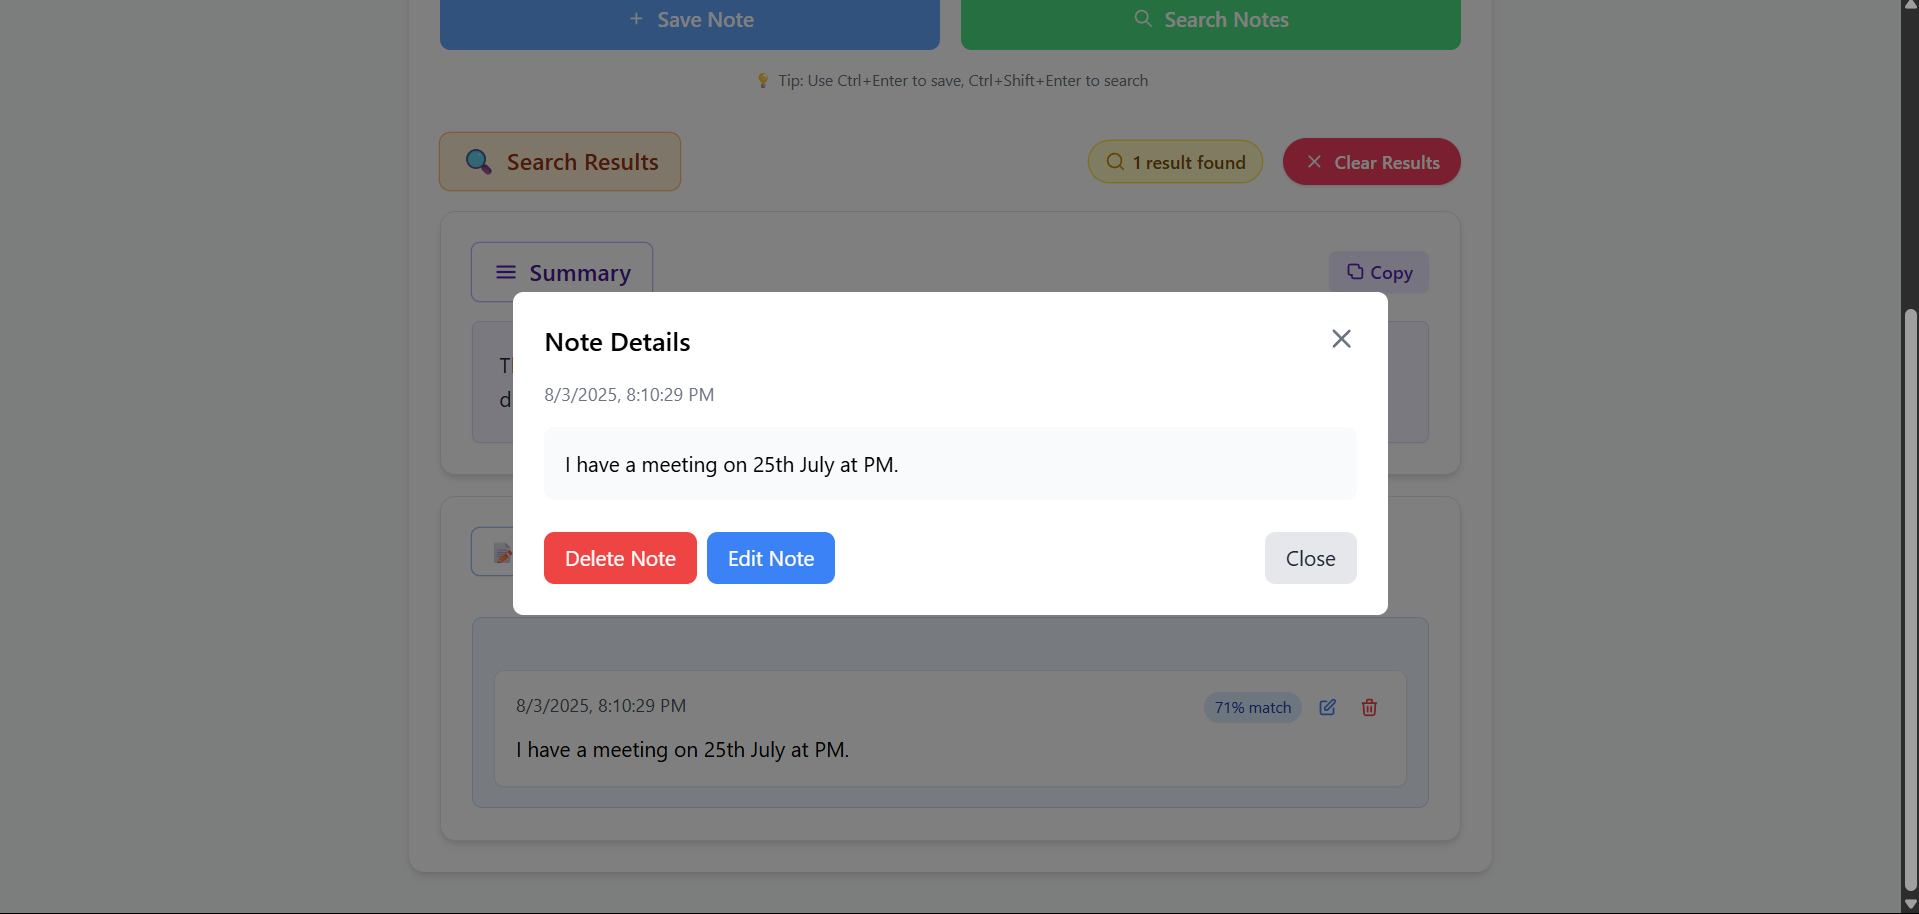 Save Note
Search Notes
Tip: Use Ctrl+Enter to save, Ctrl+Shift+Enter to search
Search Results
1 result found
Clear Results
Summary
Copy
Note Details
8/3/2025, 8:10:29 PM
I have a meeting on 25th July at PM.
Delete Note
Edit Note
Close
8/3/2025, 8:10:29 PM
71% match
I have a meeting on 25th July at PM.